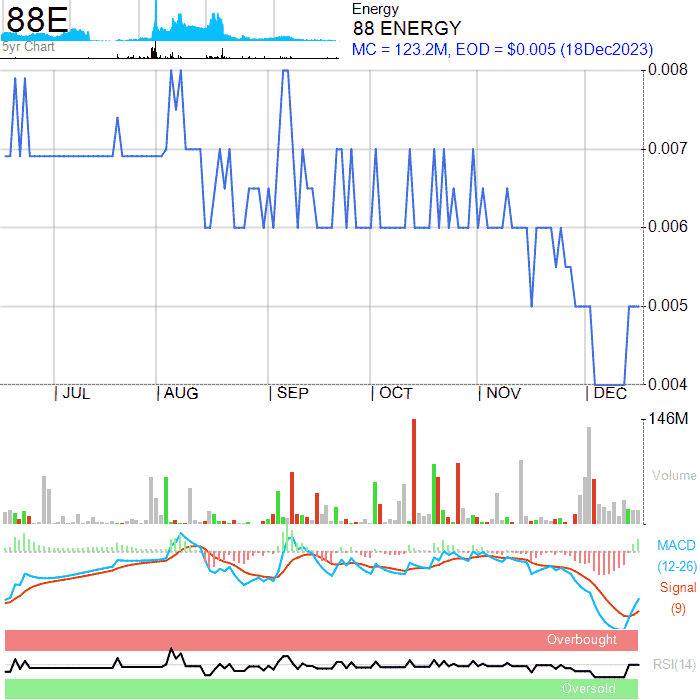 88E
5yr Chart
Energy
88 ENERGY
MC = 123.2M, EOD = $0.005 (18Dec2023)
0.008
0.007
0.006
0.005
0.004
JUL AUG SEP OCT NOV DEC
146M
Volume
MACD
(12-26)
Signal
(9)
Overbought
RSI(14)
Oversold